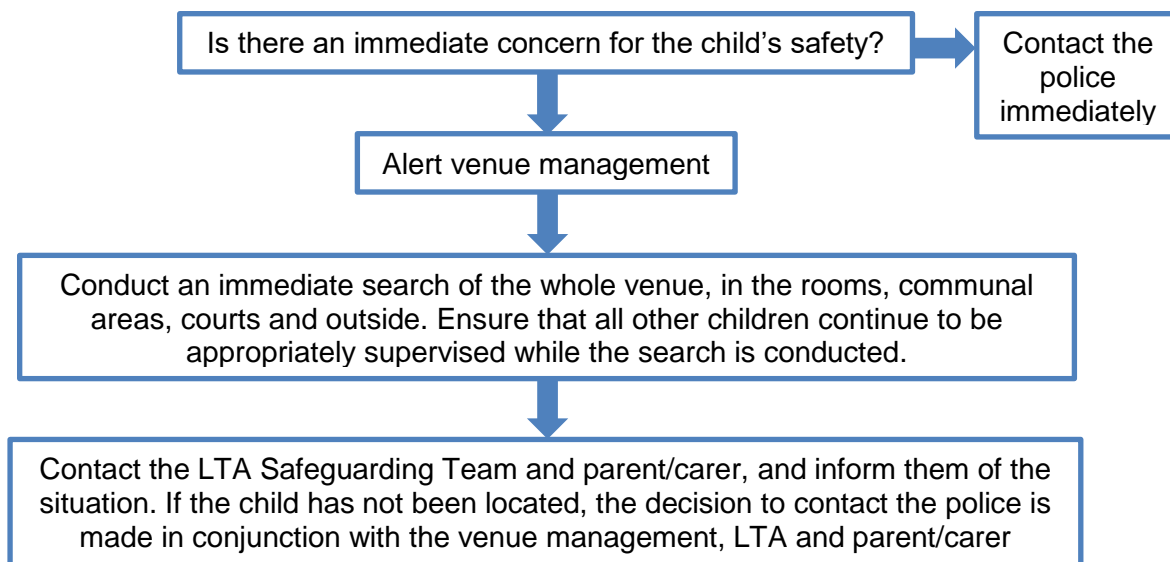 Is there an immediate concern for the child’s safety?
Contact the
police
immediately
Alert venue management
Conduct an immediate search of the whole venue, in the rooms, communal
areas, courts and outside. Ensure that all other children continue to be
appropriately supervised while the search is conducted.
Contact the LTA Safeguarding Team and parent/carer, and inform them of the
situation. If the child has not been located, the decision to contact the police is
made in conjunction with the venue management, LTA and parent/carer